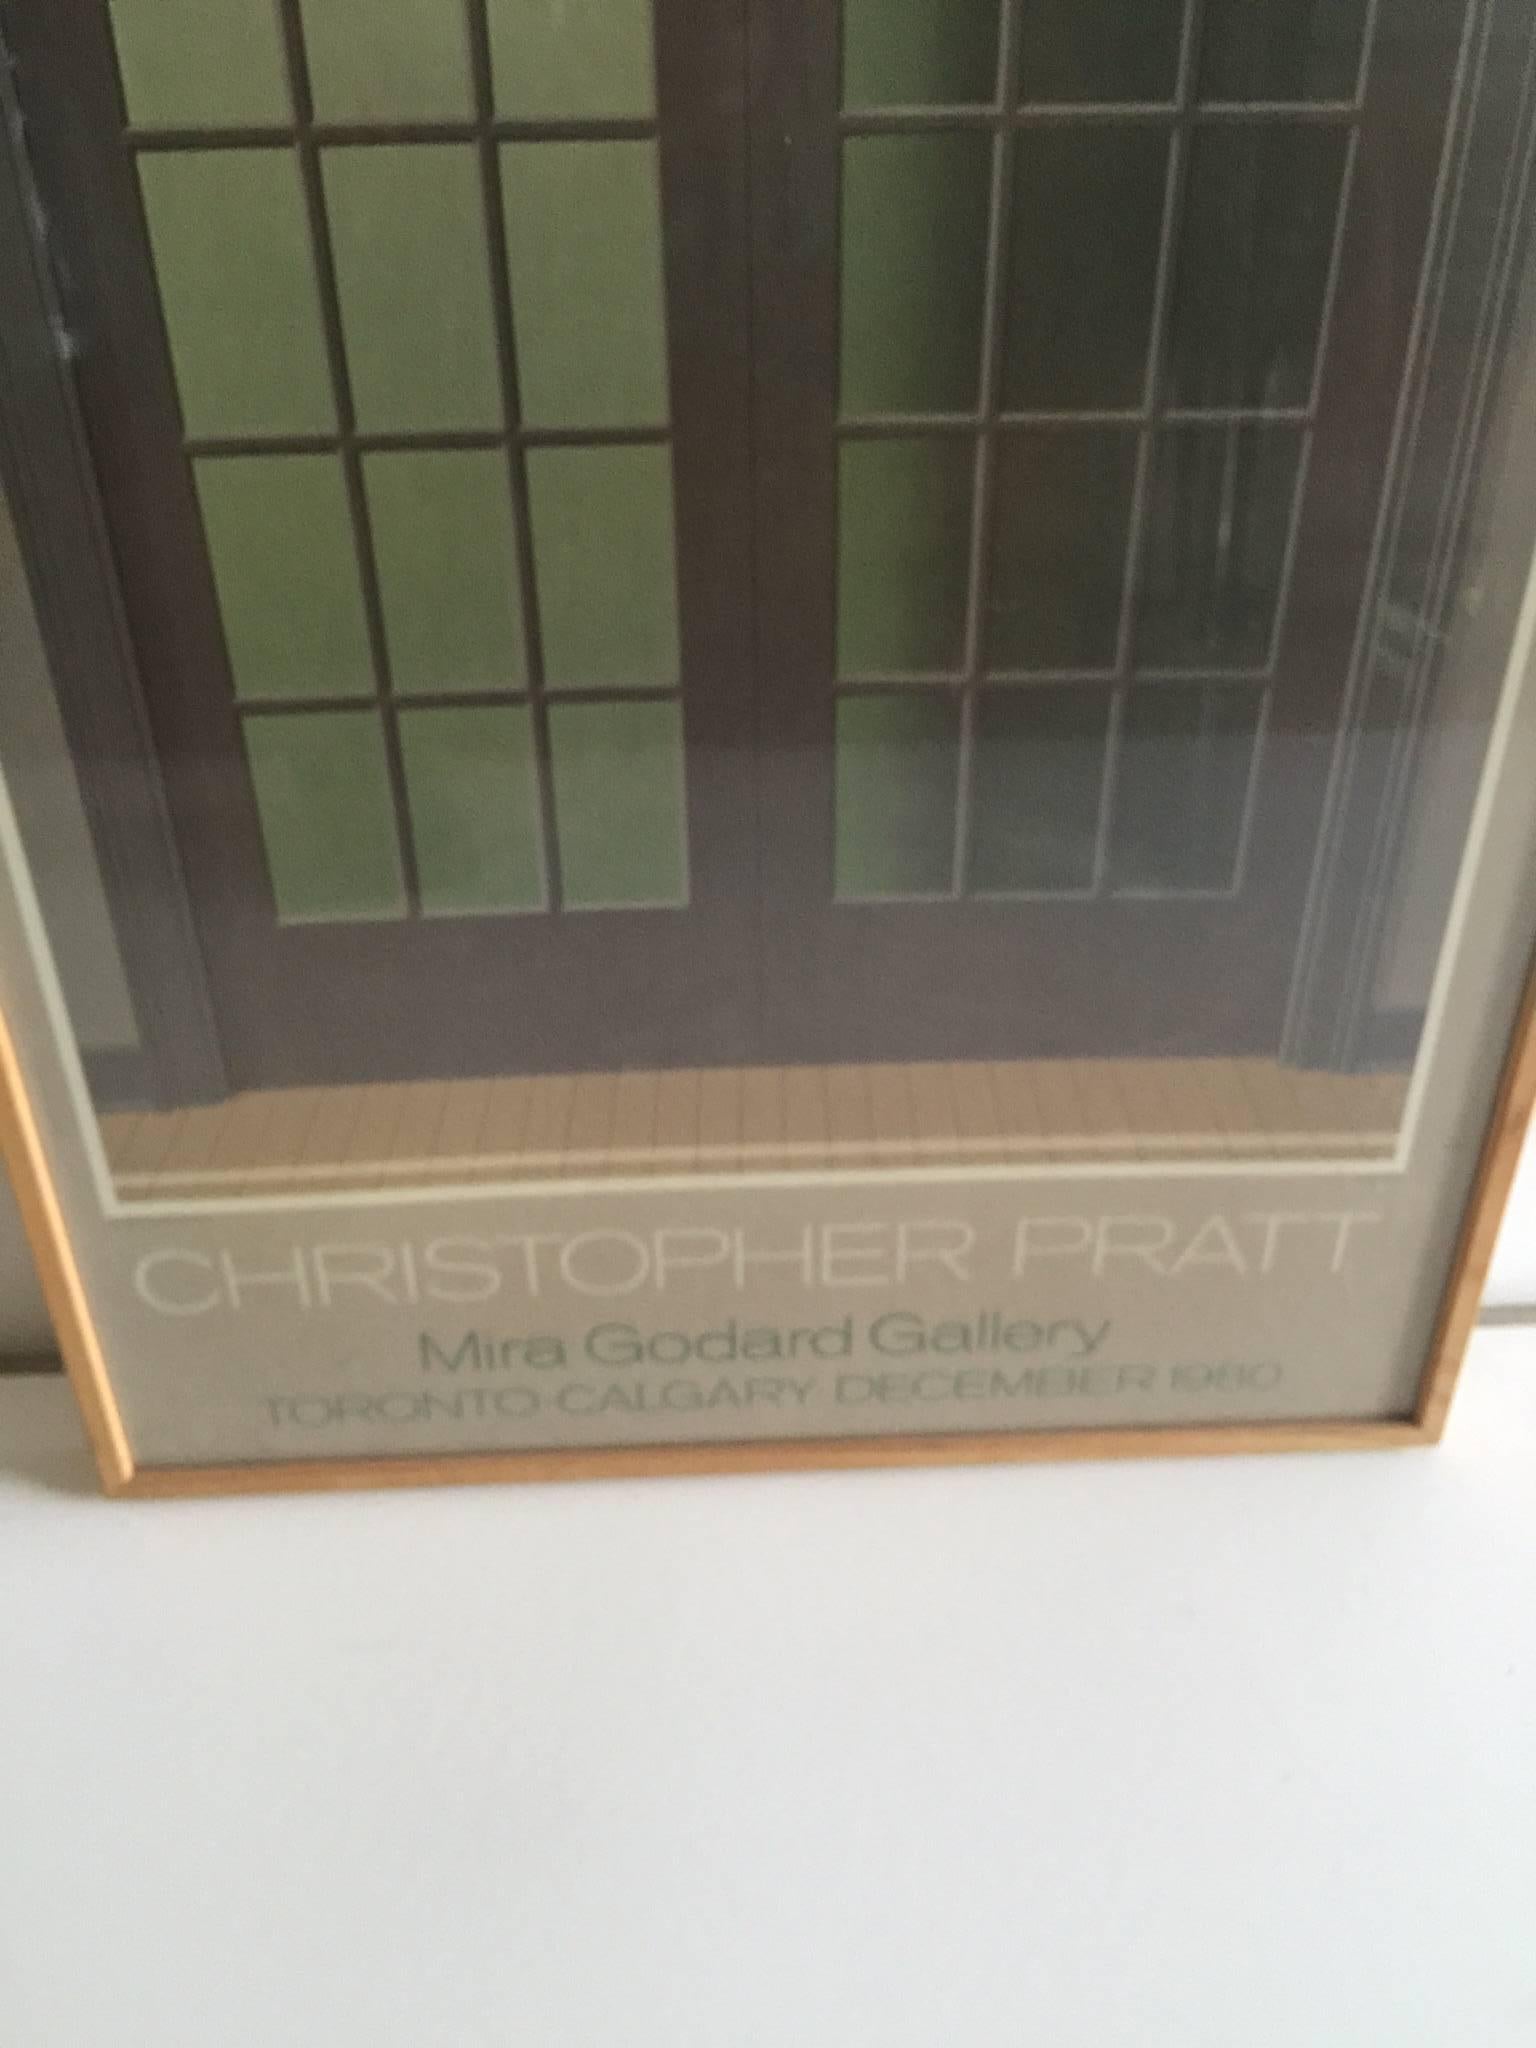 CHRISTOPHER PRATT
Mira Godard Gallery
TORONTO·CALGARY DECEMBER 1980